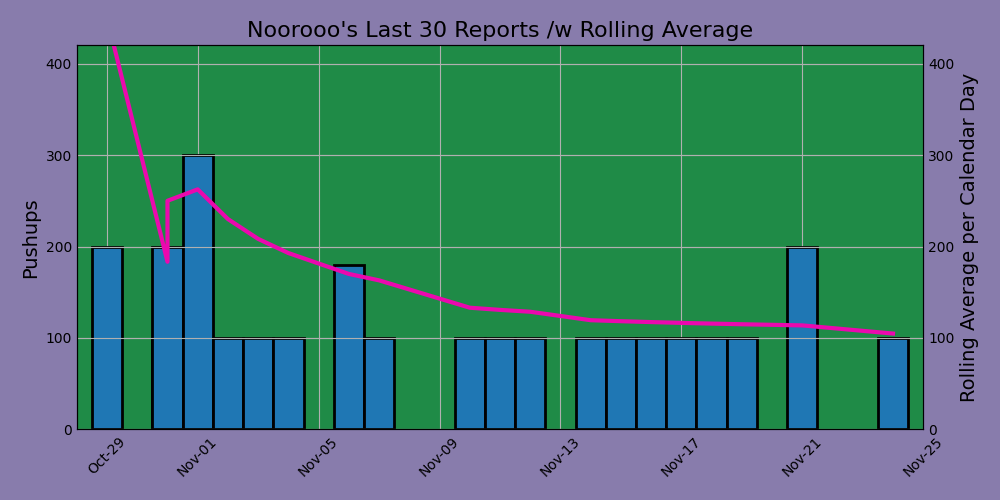 Noorooo's Last 30 Reports /w Rolling Average
Pushups
400
300
200
100
0
400
300
200
100
0
Rolling Average per Calendar Day
Oct-29
Nov-01
Nov-05
Nov-09
Nov-13
Nov-17
Nov-21
Nov-25